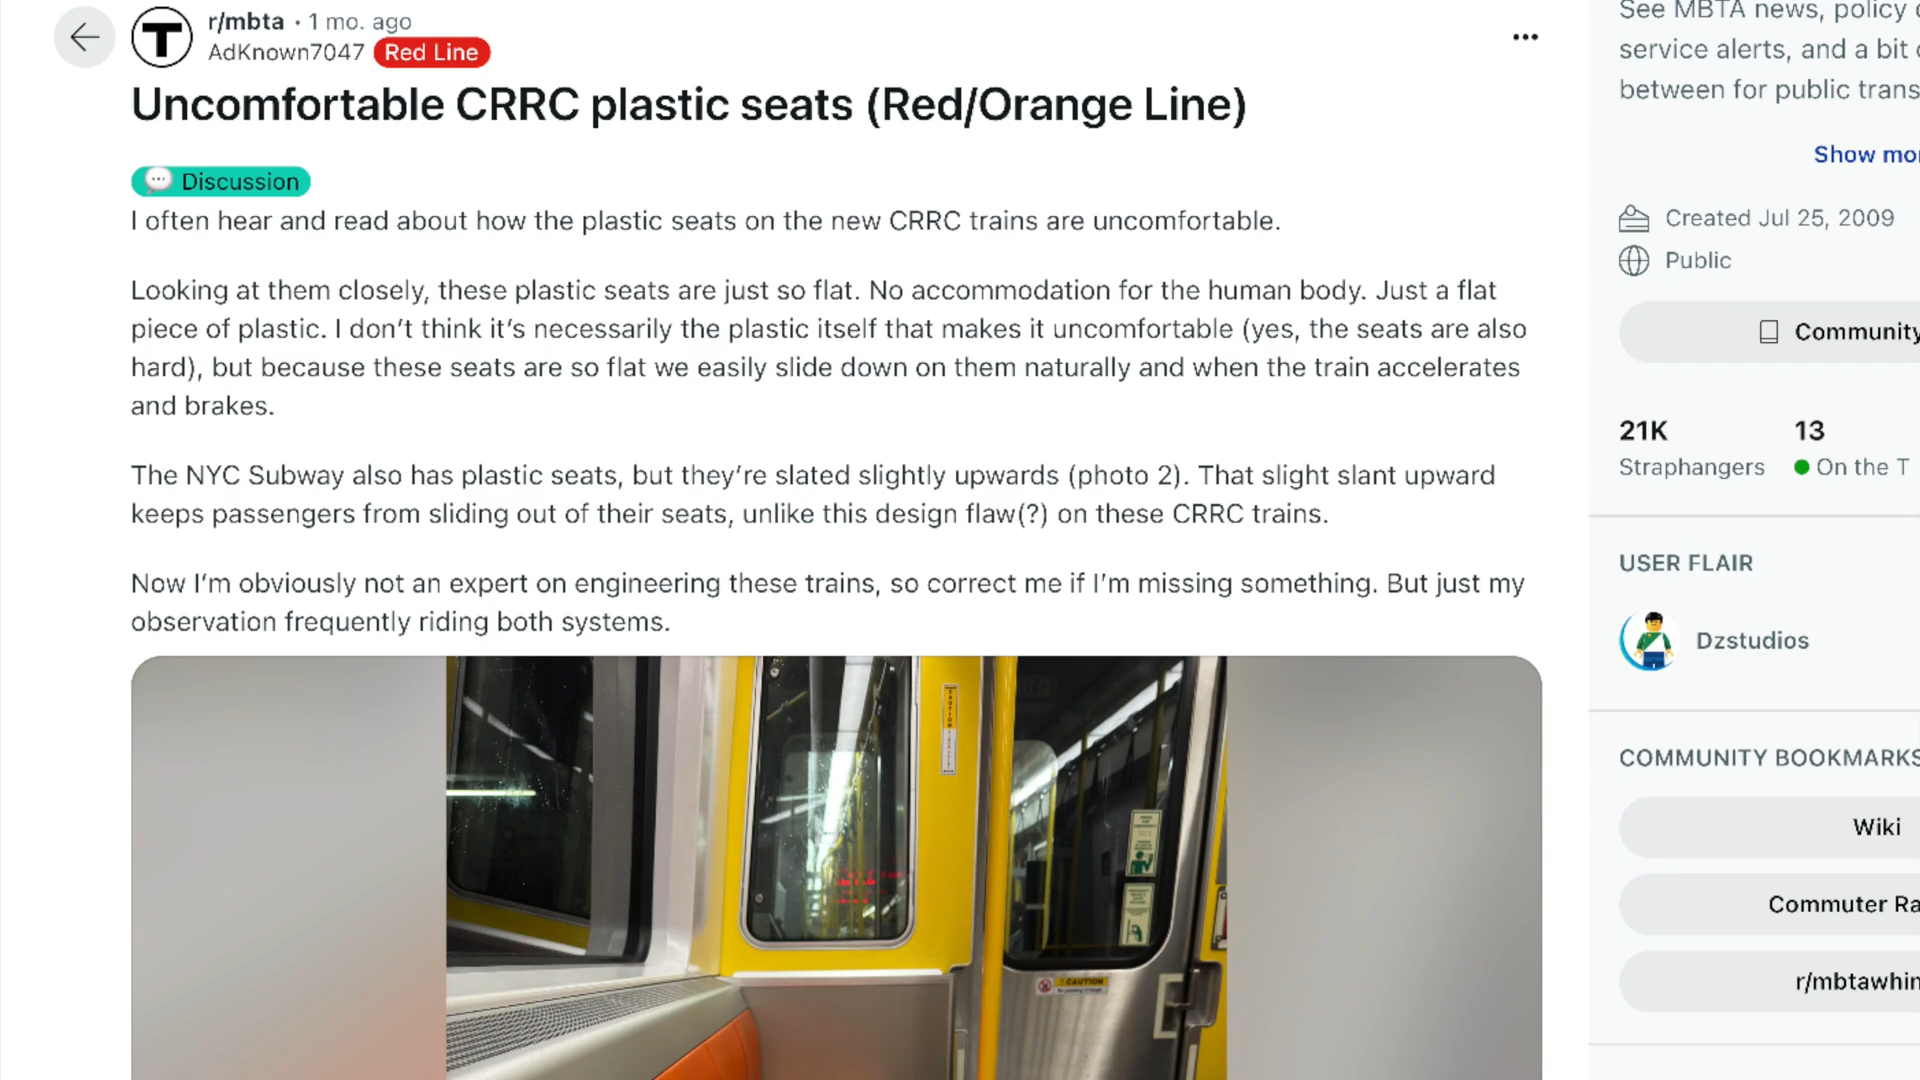 r/mbta • 1 mo. ago
AdKnown7047 Red Line
Uncomfortable CRRC plastic seats (Red/Orange Line)
Discussion
I often hear and read about how the plastic seats on the new CRRC trains are uncomfortable.
Looking at them closely, these plastic seats are just so flat. No accommodation for the human body. Just a flat
piece of plastic. I don't think it's necessarily the plastic itself that makes it uncomfortable (yes, the seats are also
hard), but because these seats are so flat we easily slide down on them naturally and when the train accelerates
and brakes.
The NYC Subway also has plastic seats, but they're slated slightly upwards (photo 2). That slight slant upward
keeps passengers from sliding out of their seats, unlike this design flaw(?) on these CRRC trains.
Now I'm obviously not an expert on engineering these trains, so correct me if I'm missing something. But just my
observation frequently riding both systems.
CAUTION
CAUTION
See MBTA news, policy
service alerts, and a bit
between for public trans
Show mo
Created Jul 25, 2009
Public
Community
21K 13
Straphangers On the T
USER FLAIR
Dzstudios
COMMUNITY BOOKMARKS
Wiki
Commuter Ra
r/mbtawhin